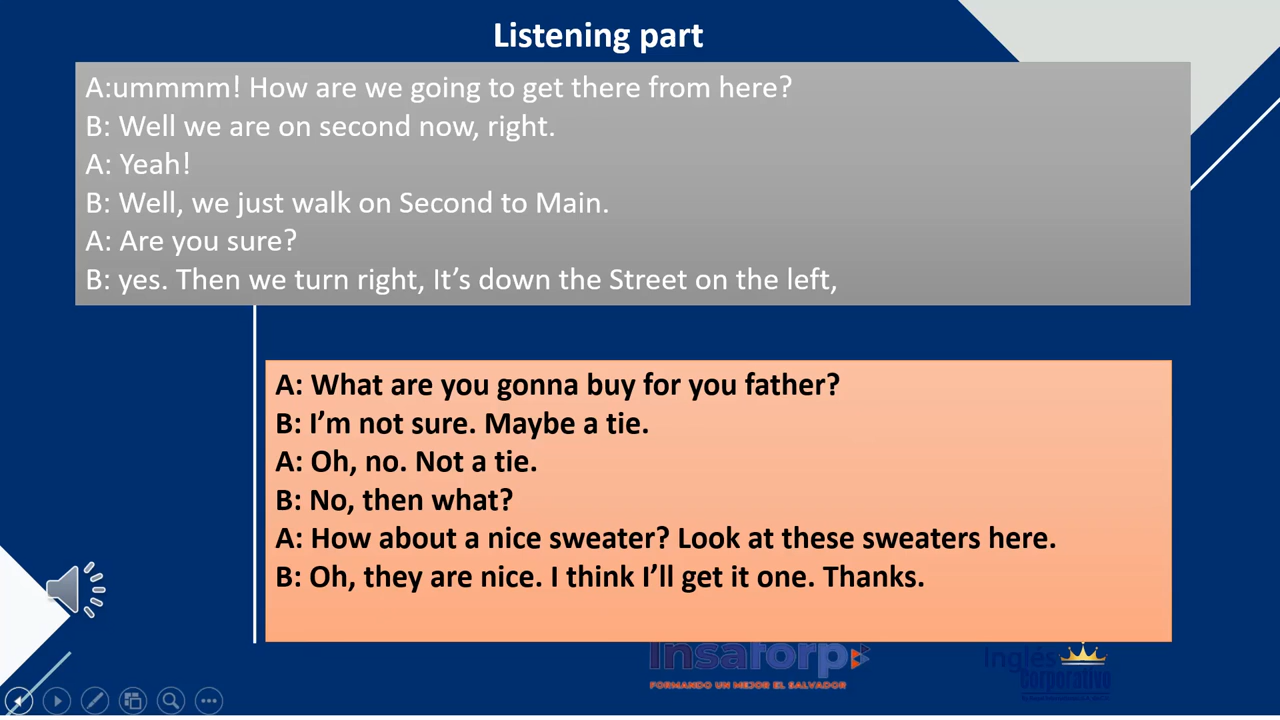 Listening part
A:ummmm! How are we going to get there from here?
B: Well we are on second now, right.
A: Yeah!
B: Well, we just walk on Second to Main.
A: Are you sure?
B: yes. Then we turn right, It’s down the Street on the left,
A: What are you gonna buy for you father?
B: I’m not sure. Maybe a tie.
A: Oh, no. Not a tie.
B: No, then what?
A: How about a nice sweater? Look at these sweaters here.
B: Oh, they are nice. I think I’ll get it one. Thanks.
Insaforp
FORMANDO UN MEJOR EL SALVADOR
Inglés
corporativo